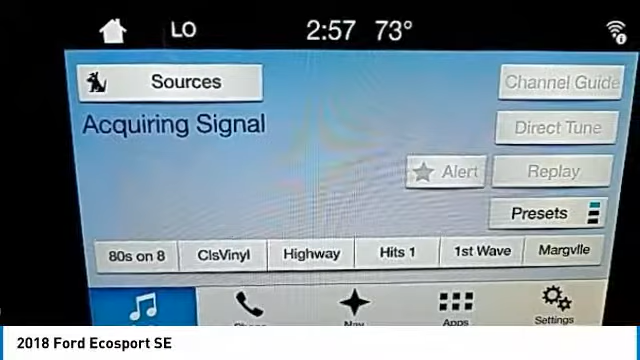 LO 2:57 73°
Sources
Channel Guide
Acquiring Signal
Direct Tune
Alert
Replay
Presets
80s on 8
ClsVinyl
Highway
Hits 1
1st Wave
Margvlle
Apps
Settings
2018 Ford Ecosport SE